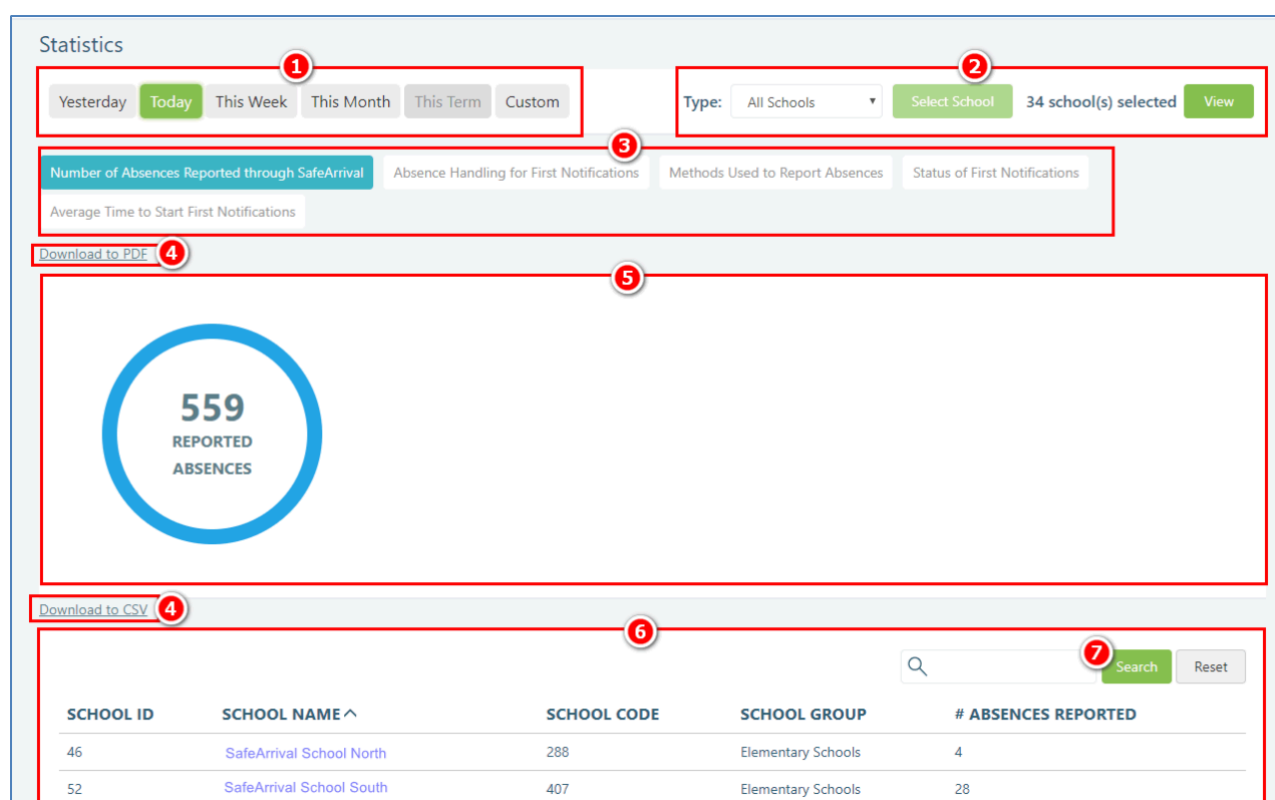 Statistics
1
2
Yesterday Today This Week This Month This Term Custom Type: All Schools Select School 34 school(s) selected View
3
Number of Absences Reported through SafeArrival Absence Handling for First Notifications Methods Used to Report Absences Status of First Notifications
Average Time to Start First Notifications
Download to PDF 4
5
559
REPORTED
ABSENCES
Download to CSV 4
6
7
Search Reset
SCHOOL ID SCHOOL NAME SCHOOL CODE SCHOOL GROUP # ABSENCES REPORTED
46 SafeArrival School North 288 Elementary Schools 4
52 SafeArrival School South 407 Elementary Schools 28